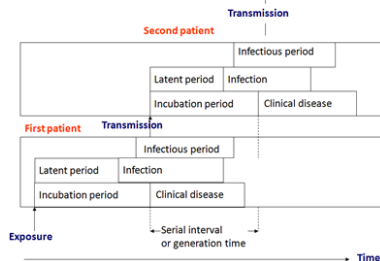 Transmission
Second patient
Infectious period
Latent period
Infection
Incubation period
Clinical disease
First patient
Transmission
Infectious period
Latent period
Infection
Incubation period
Clinical disease
Exposure
Serial interval
or generation time
Time